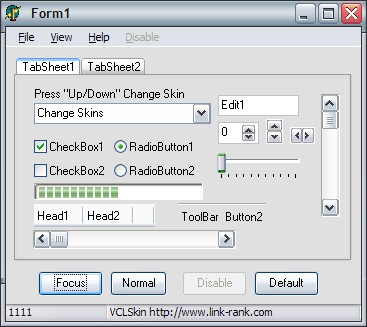 Form1
File View Help Disable
TabSheet1 TabSheet2
Press "Up/Down" Change Skin
Change Skins
Edit1
0
CheckBox1 RadioButton1
CheckBox2 RadioButton2
Head1 Head2
ToolBar Button2
Focus Normal Disable Default
1111 VCLSkin http://www.link-rank.com